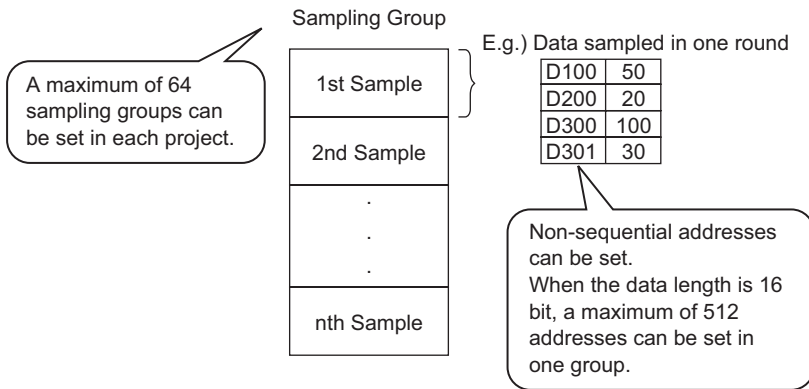 Sampling Group
E.g.) Data sampled in one round
A maximum of 64
sampling groups can
be set in each project.
1st Sample
2nd Sample
.
.
.
nth Sample
D100 50
D200 20
D300 100
D301 30
Non-sequential addresses
can be set.
When the data length is 16
bit, a maximum of 512
addresses can be set in
one group.